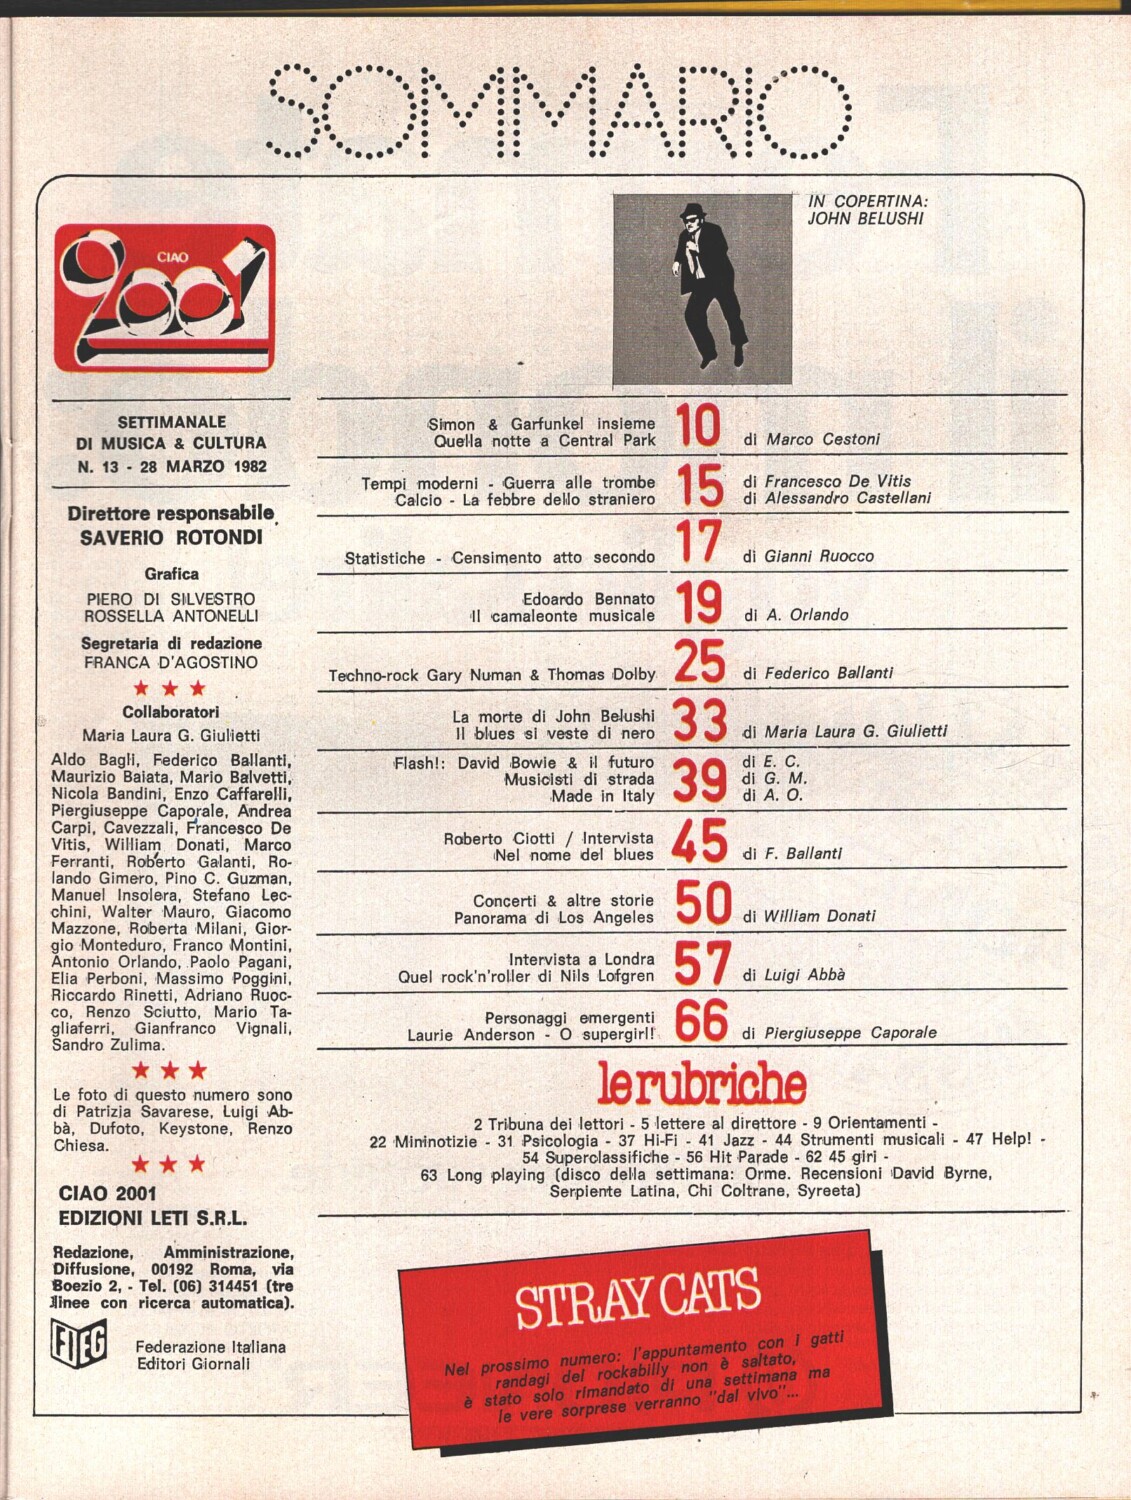 SOMMARIO
IN COPERTINA:
JOHN BELUSHI
CIAO
2001
SETTIMANALE
DI MUSICA & CULTURA
N. 13 - 28 MARZO 1982
Direttore responsabile
SAVERIO ROTONDI
Grafica
PIERO DI SILVESTRO
ROSSELLA ANTONELLI
Segretaria di redazione
FRANCA D'AGOSTINO
Collaboratori
Maria Laura G. Giulietti
Aldo Bagli, Federico Ballanti,
Maurizio Baiata, Mario Balvetti,
Nicola Bandini, Enzo Caffarelli,
Piergiuseppe Caporale, Andrea
Carpi, Cavezzali, Francesco De
Vitis, William Donati, Marco
Ferranti, Roberto Galanti, Ro-
lando Gimero, Pino C. Guzman,
Manuel Insolera, Stefano Lec-
chini, Walter Mauro, Giacomo
Mazzone, Roberta Milani, Gior-
gio Monteduro, Franco Montini,
Antonio Orlando, Paolo Pagani,
Elia Perboni, Massimo Poggini,
Riccardo Rinetti, Adriano Ruoc-
co, Renzo Sciutto, Mario Ta-
gliaferri, Gianfranco Vignali,
Sandro Zulima.
Le foto di questo numero sono
di Patrizia Savarese, Luigi Ab-
bà, Dufoto, Keystone, Renzo
Chiesa.
CIAO 2001
EDIZIONI LETI S.R.L.
Redazione, Amministrazione,
Diffusione, 00192 Roma, via
Boezio 2, - Tel. (06) 314451 (tre
linee con ricerca automatica).
FIEG
Federazione Italiana
Editori Giornali
Simon & Garfunkel insieme
Quella notte a Central Park 10 di Marco Cestoni
Tempi moderni - Guerra alle trombe 15 di Francesco De Vitis
Calcio - La febbre dello straniero di Alessandro Castellani
Statistiche - Censimento atto secondo 17 di Gianni Ruocco
Edoardo Bennato
Il camaleonte musicale 19 di A. Orlando
Techno-rock Gary Numan & Thomas Dolby 25 di Federico Ballanti
La morte di John Belushi
Il blues si veste di nero 33 di Maria Laura G. Giulietti
Flash!: David Bowie & il futuro di E. C.
Musicisti di strada 39 di G. M.
Made in Italy di A. O.
Roberto Ciotti / Intervista
Nel nome del blues 45 di F. Ballanti
Concerti & altre storie
Panorama di Los Angeles 50 di William Donati
Intervista a Londra
Quel rock'n'roller di Nils Lofgren 57 di Luigi Abbà
Personaggi emergenti
Laurie Anderson - O supergirl! 66 di Piergiuseppe Caporale
le rubriche
2 Tribuna dei lettori - 5 lettere al direttore - 9 Orientamenti -
22 Mininotizie - 31 Psicologia - 37 Hi-Fi - 41 Jazz - 44 Strumenti musicali - 47 Help! -
54 Superclassifiche - 56 Hit Parade - 62 45 giri -
63 Long playing (disco della settimana: Orme. Recensioni David Byrne,
Serpiente Latina, Chi Coltrane, Syreeta)
STRAY CATS
Nel prossimo numero: l'appuntamento con i gatti
randagi del rockabilly non è saltato,
è stato solo rimandato di una settimana ma
le vere sorprese verranno "dal vivo"...